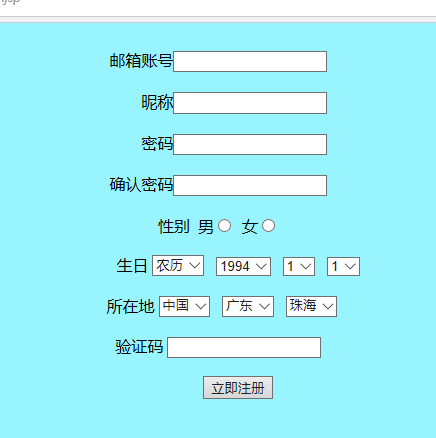 邮箱账号
昵称
密码
确认密码
性别 男 女
生日 农历 1994 1 1
所在地 中国 广东 珠海
验证码
立即注册